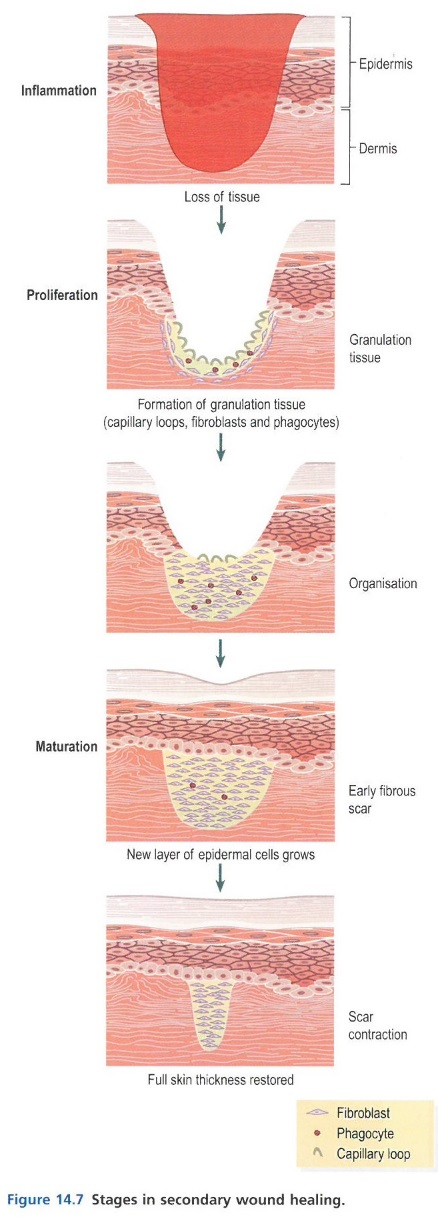 Epidermis
Inflammation
Dermis
Loss of tissue
Proliferation
Granulation
tissue
Formation of granulation tissue
(capillary loops, fibroblasts and phagocytes)
Organisation
Maturation
Early fibrous
scar
New layer of epidermal cells grows
Scar
contraction
Full skin thickness restored
Fibroblast
Phagocyte
Capillary loop
Figure 14.7 Stages in secondary wound healing.